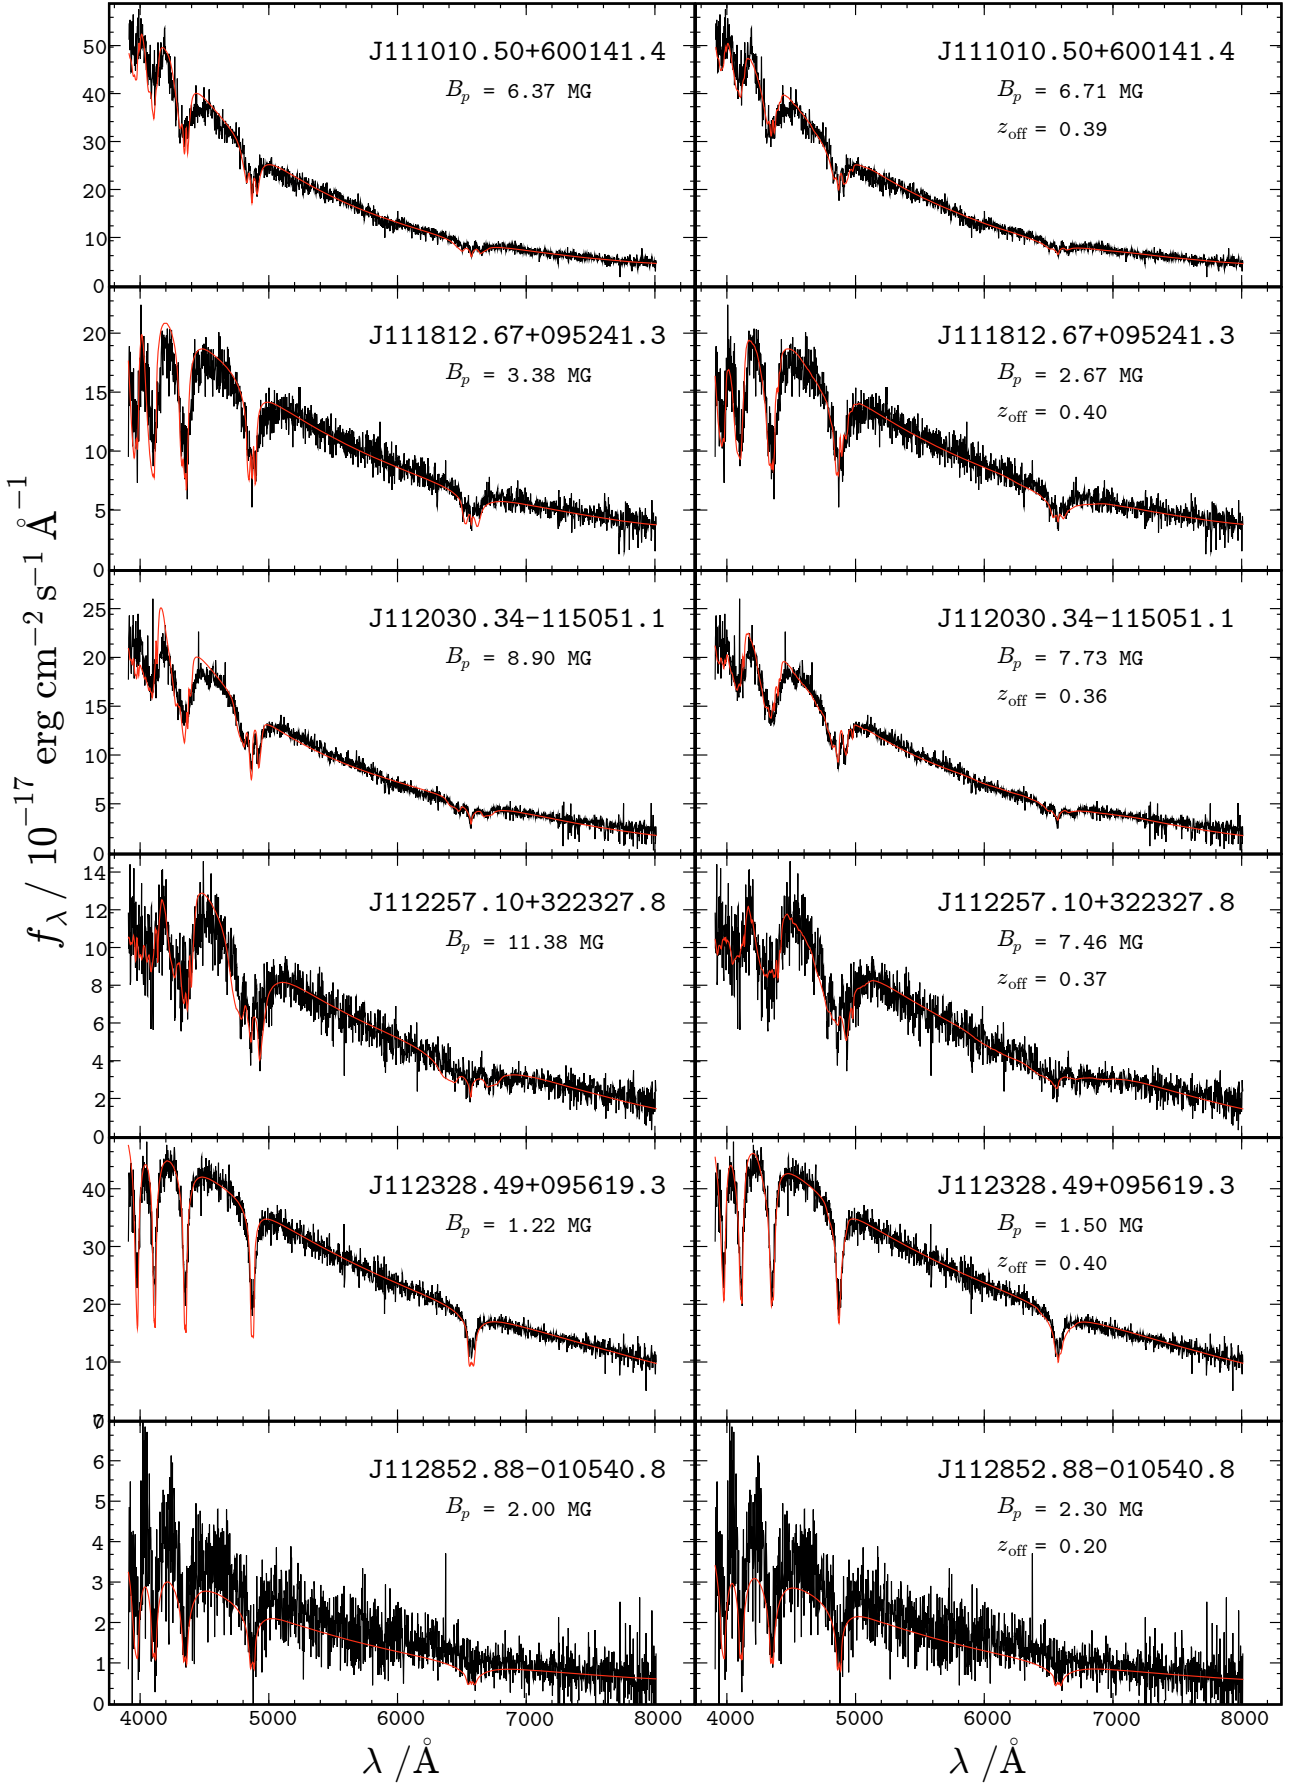 f_λ / 10^−17 erg cm^−2 s^−1 Å^−1
50
40
30
20
10
0
J111010.50+600141.4
B_p = 6.37 MG
J111010.50+600141.4
B_p = 6.71 MG
z_off = 0.39
20
15
10
5
0
J111812.67+095241.3
B_p = 3.38 MG
J111812.67+095241.3
B_p = 2.67 MG
z_off = 0.40
25
20
15
10
5
0
J112030.34-115051.1
B_p = 8.90 MG
J112030.34-115051.1
B_p = 7.73 MG
z_off = 0.36
14
12
10
8
6
4
2
0
J112257.10+322327.8
B_p = 11.38 MG
J112257.10+322327.8
B_p = 7.46 MG
z_off = 0.37
40
30
20
10
0
J112328.49+095619.3
B_p = 1.22 MG
J112328.49+095619.3
B_p = 1.50 MG
z_off = 0.40
7
6
5
4
3
2
1
0
J112852.88-010540.8
B_p = 2.00 MG
J112852.88-010540.8
B_p = 2.30 MG
z_off = 0.20
4000 5000 6000 7000 8000 4000 5000 6000 7000 8000
λ /Å λ /Å